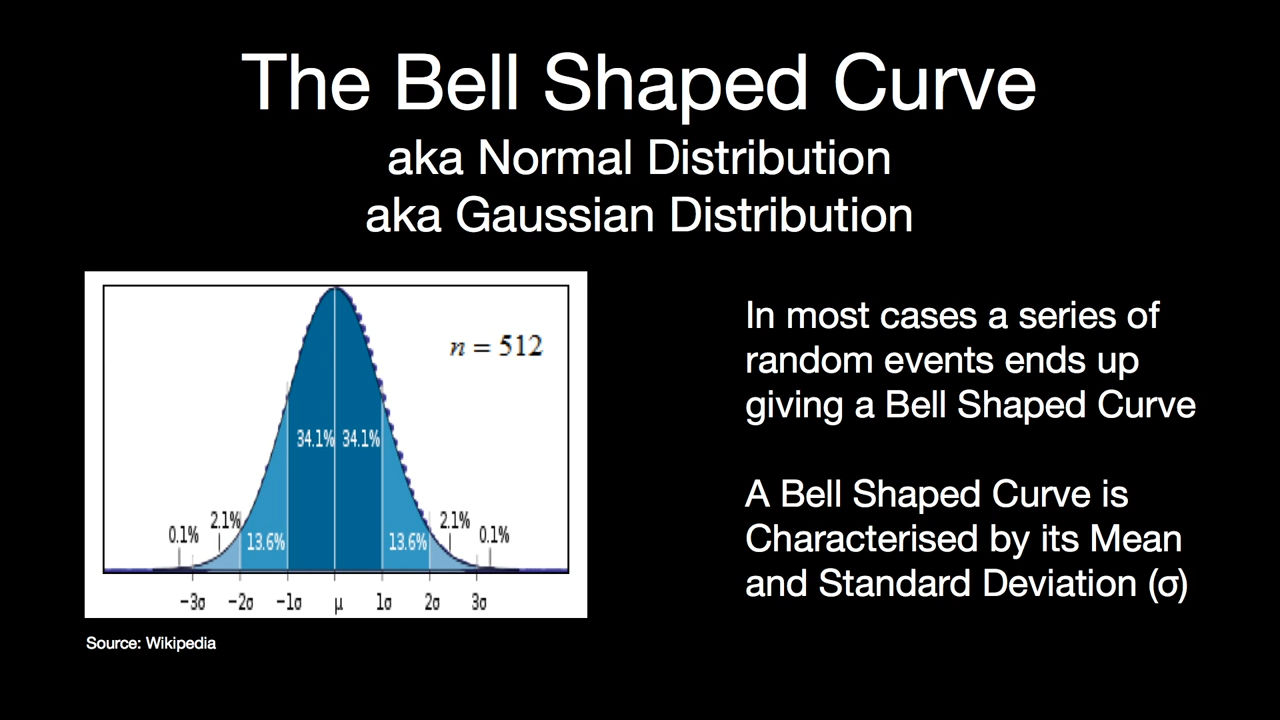 The Bell Shaped Curve
aka Normal Distribution
aka Gaussian Distribution
n = 512
34.1% 34.1%
0.1% 2.1% 13.6% 13.6% 2.1% 0.1%
−3σ −2σ −1σ μ 1σ 2σ 3σ
Source: Wikipedia
In most cases a series of
random events ends up
giving a Bell Shaped Curve
A Bell Shaped Curve is
Characterised by its Mean
and Standard Deviation (σ)